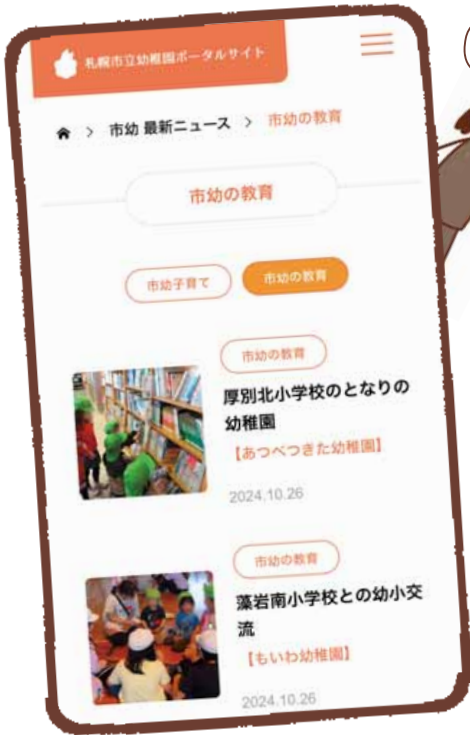 札幌市立幼稚園ポータルサイト
> 市幼 最新ニュース > 市幼の教育
市幼の教育
市幼子育て
市幼の教育
市幼の教育
厚別北小学校のとなりの
幼稚園
【あつべつきた幼稚園】
2024.10.26
市幼の教育
藻岩南小学校との幼小交
流
【もいわ幼稚園】
2024.10.26